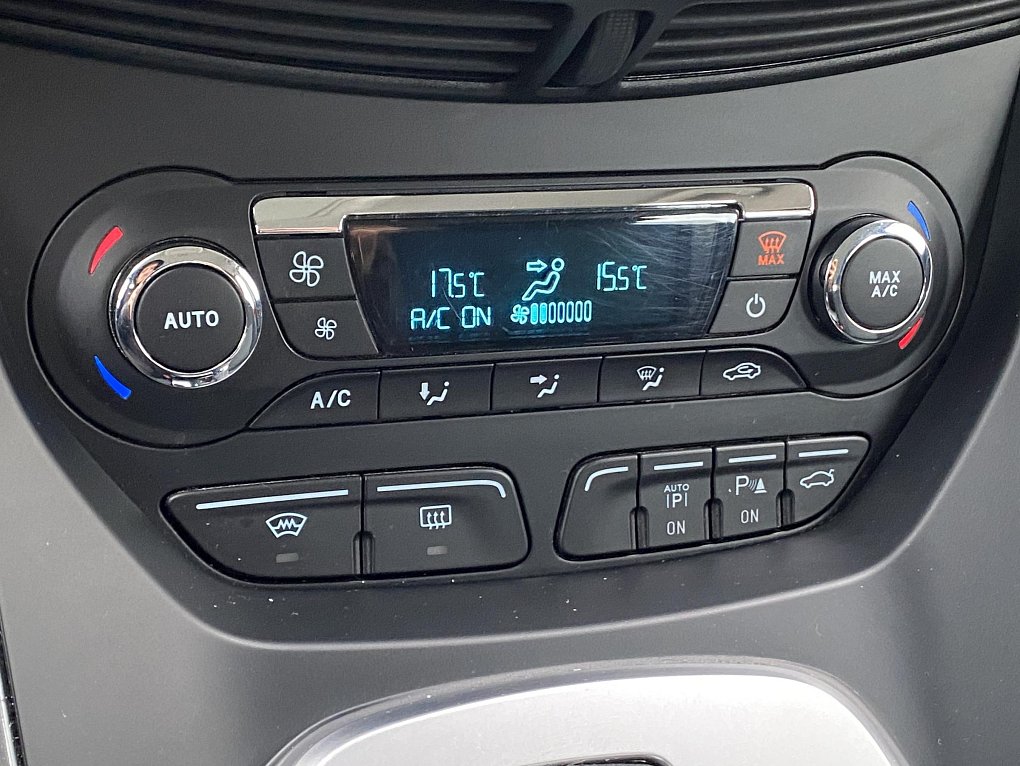 MAX
17.5°C
15.5°C
A/C ON
AUTO
MAX
A/C
A/C
AUTO
|P|
ON
P
ON